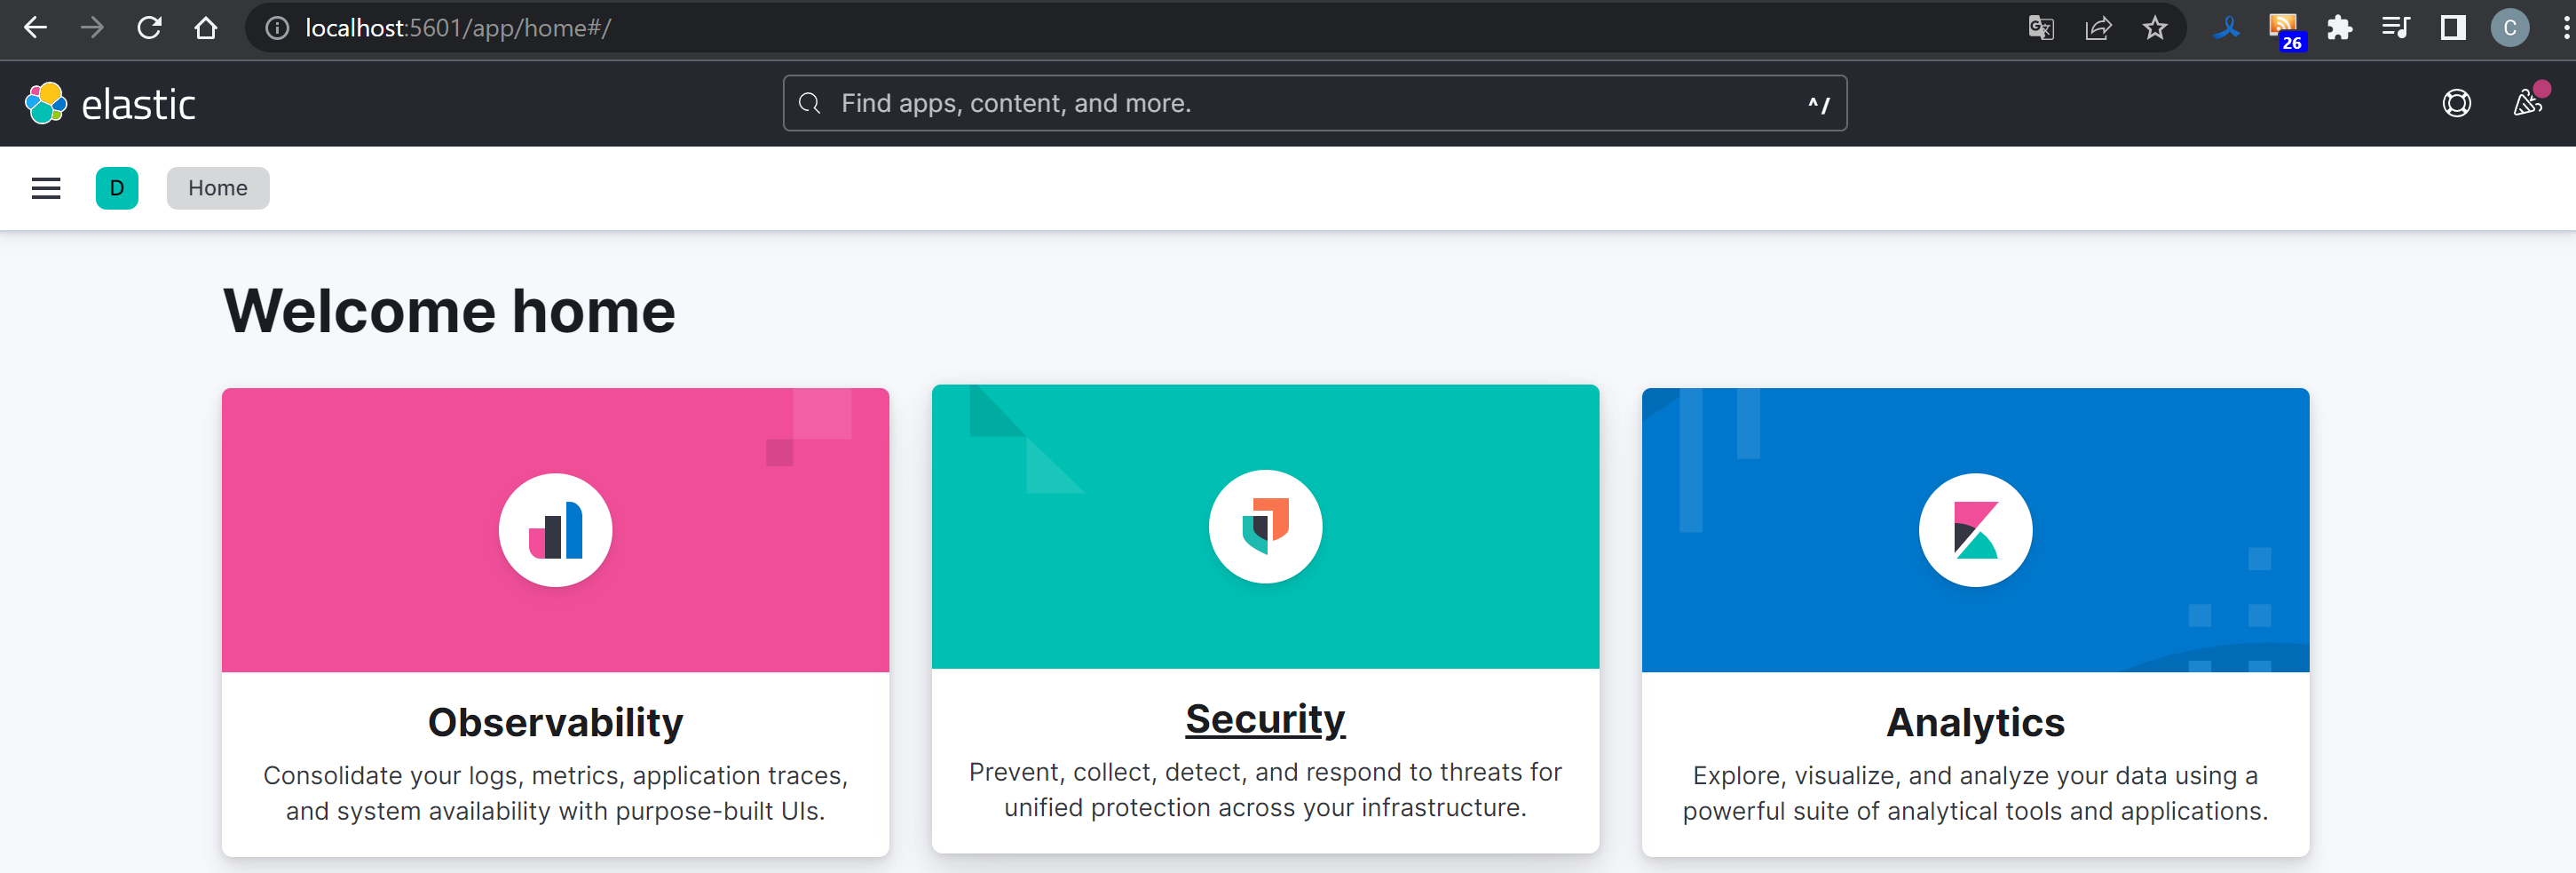 localhost:5601/app/home#/
26
C
elastic
Find apps, content, and more.
^/
D
Home
Welcome home
Observability
Consolidate your logs, metrics, application traces,
and system availability with purpose-built UIs.
Security
Prevent, collect, detect, and respond to threats for
unified protection across your infrastructure.
Analytics
Explore, visualize, and analyze your data using a
powerful suite of analytical tools and applications.